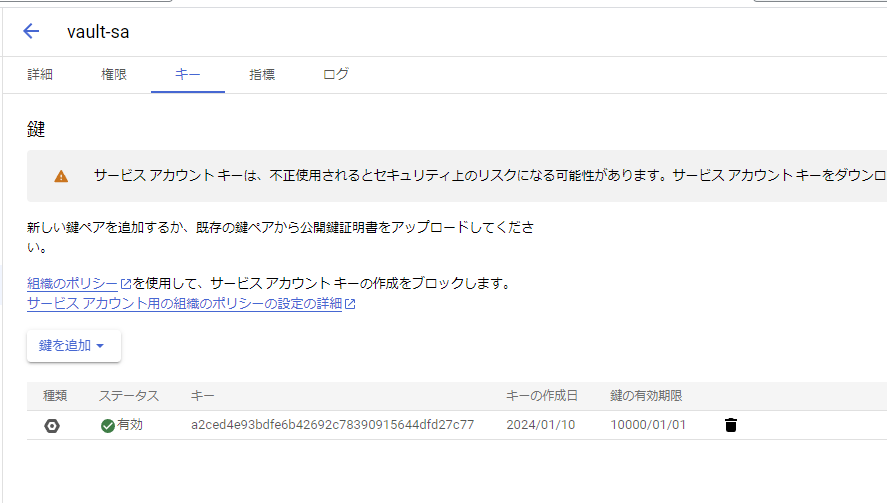 vault-sa
詳細 権限 キー 指標 ログ
鍵
サービス アカウント キーは、不正使用されるとセキュリティ上のリスクになる可能性があります。サービス アカウント キーをダウンロ
新しい鍵ペアを追加するか、既存の鍵ペアから公開鍵証明書をアップロードしてくださ
い。
組織のポリシーを使用して、サービス アカウント キーの作成をブロックします。
サービス アカウント用の組織のポリシーの設定の詳細
鍵を追加
種類 ステータス キー キーの作成日 鍵の有効期限
有効 a2ced4e93bdfe6b42692c78390915644dfd27c77 2024/01/10 10000/01/01